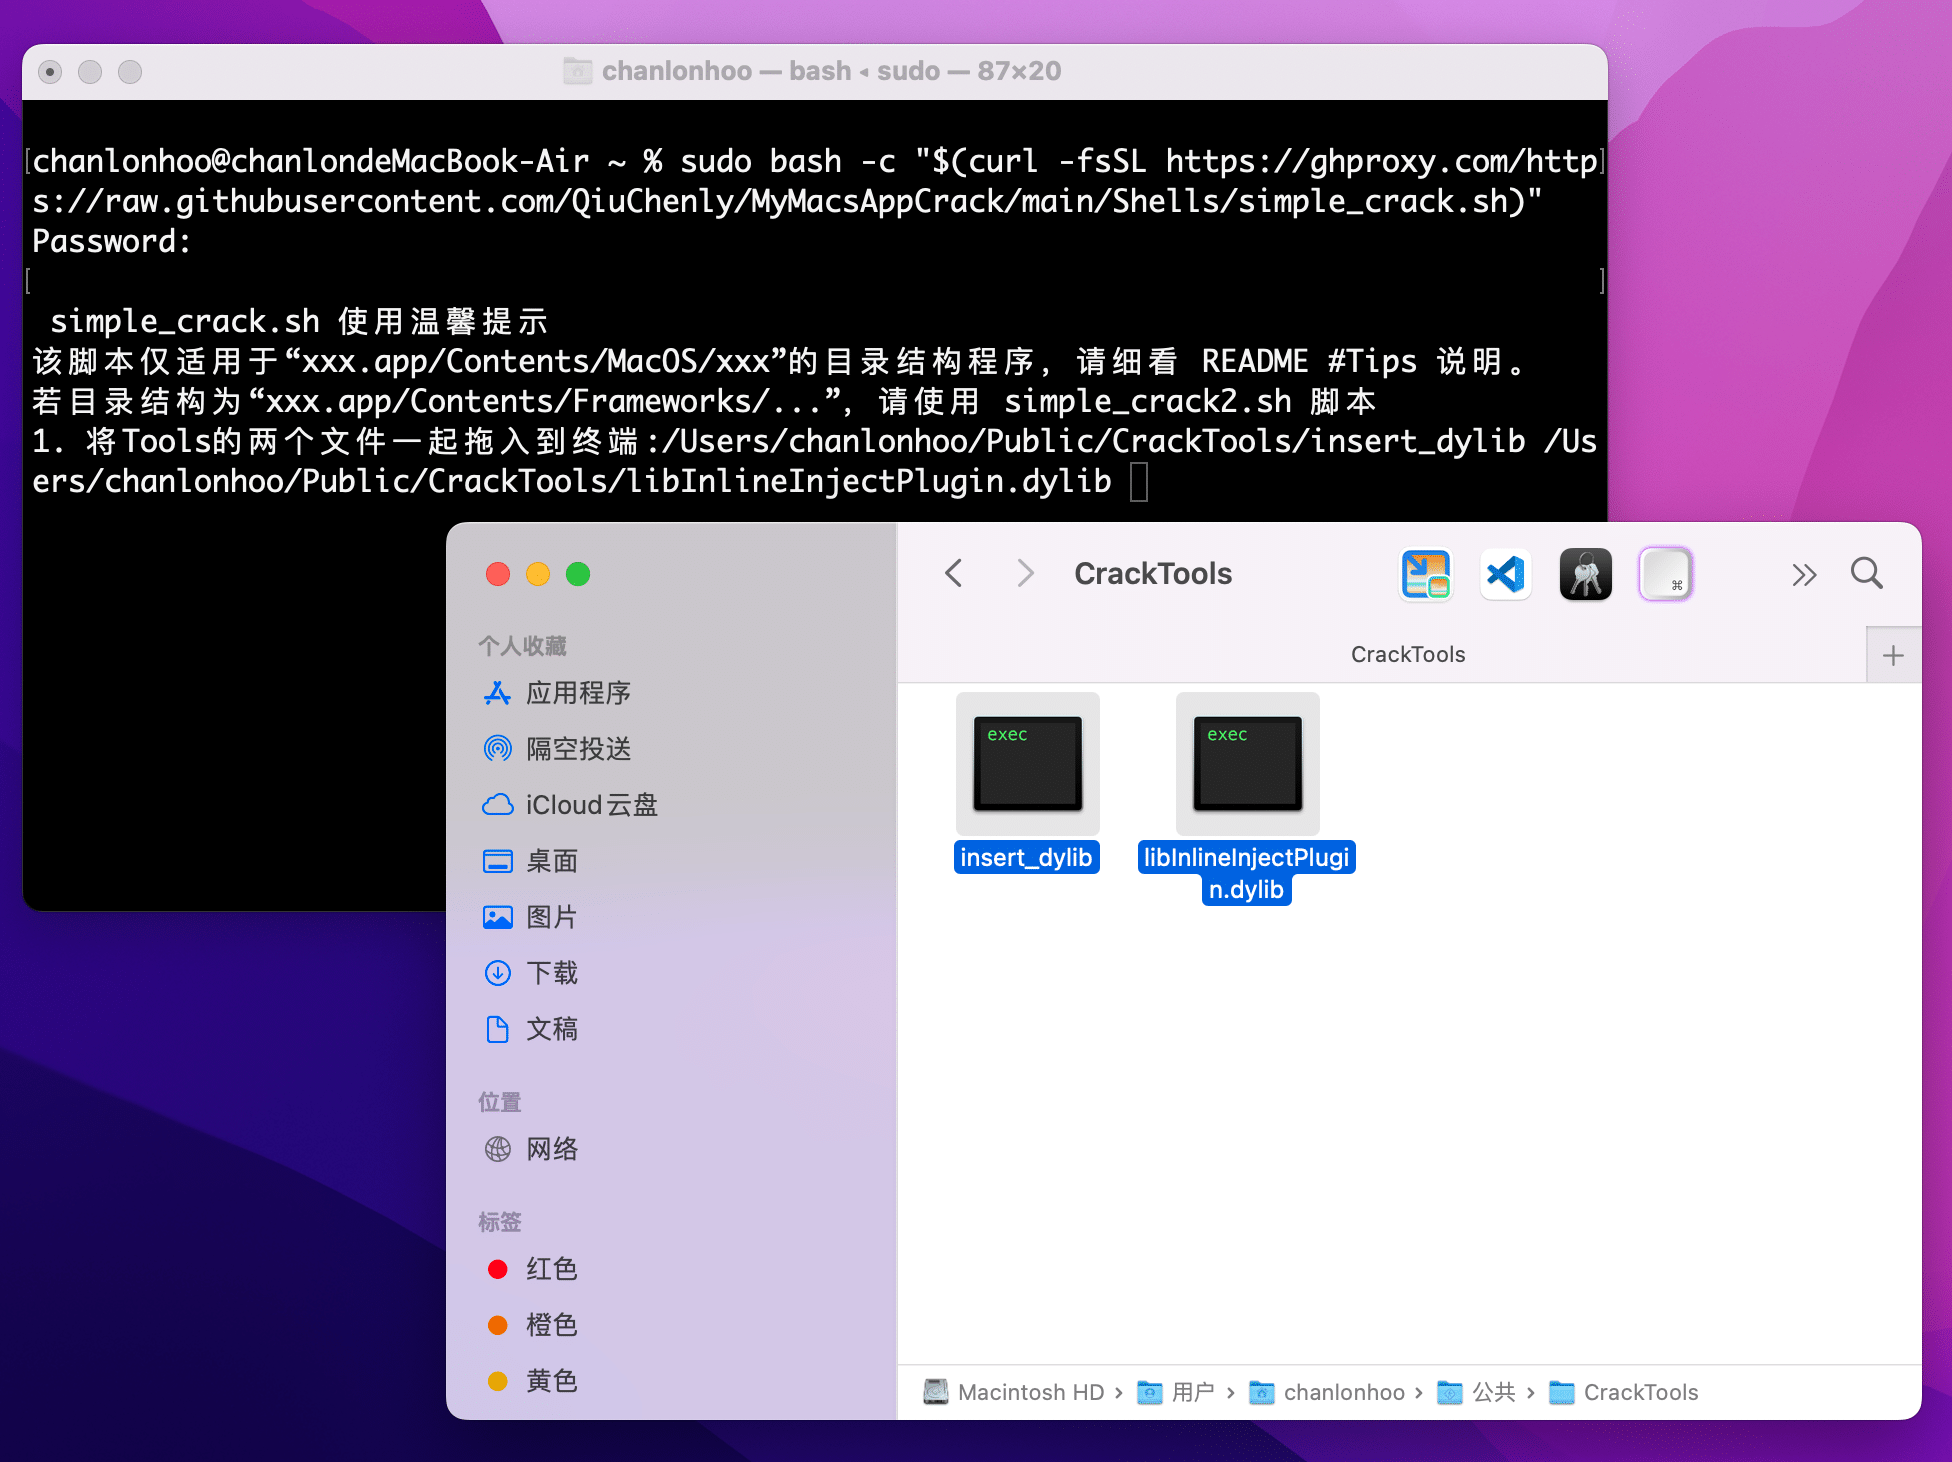 chanlonhoo — bash ◂ sudo — 87×20
chanlonhoo@chanlondeMacBook-Air ~ % sudo bash -c "$(curl -fsSL https://ghproxy.com/http
s://raw.githubusercontent.com/QiuChenly/MyMacsAppCrack/main/Shells/simple_crack.sh)"
Password:
simple_crack.sh 使用温馨提示
该脚本仅适用于“xxx.app/Contents/MacOS/xxx”的目录结构程序，请细看 README #Tips 说明。
若目录结构为“xxx.app/Contents/Frameworks/...”，请使用 simple_crack2.sh 脚本
1. 将Tools的两个文件一起拖入到终端:/Users/chanlonhoo/Public/CrackTools/insert_dylib /Us
ers/chanlonhoo/Public/CrackTools/libInlineInjectPlugin.dylib
CrackTools
⌘
CrackTools
个人收藏
应用程序
隔空投送
iCloud云盘
桌面
图片
下载
文稿
位置
网络
标签
红色
橙色
黄色
exec
exec
insert_dylib
libInlineInjectPlugi
n.dylib
Macintosh HD › 用户 › chanlonhoo › 公共 › CrackTools